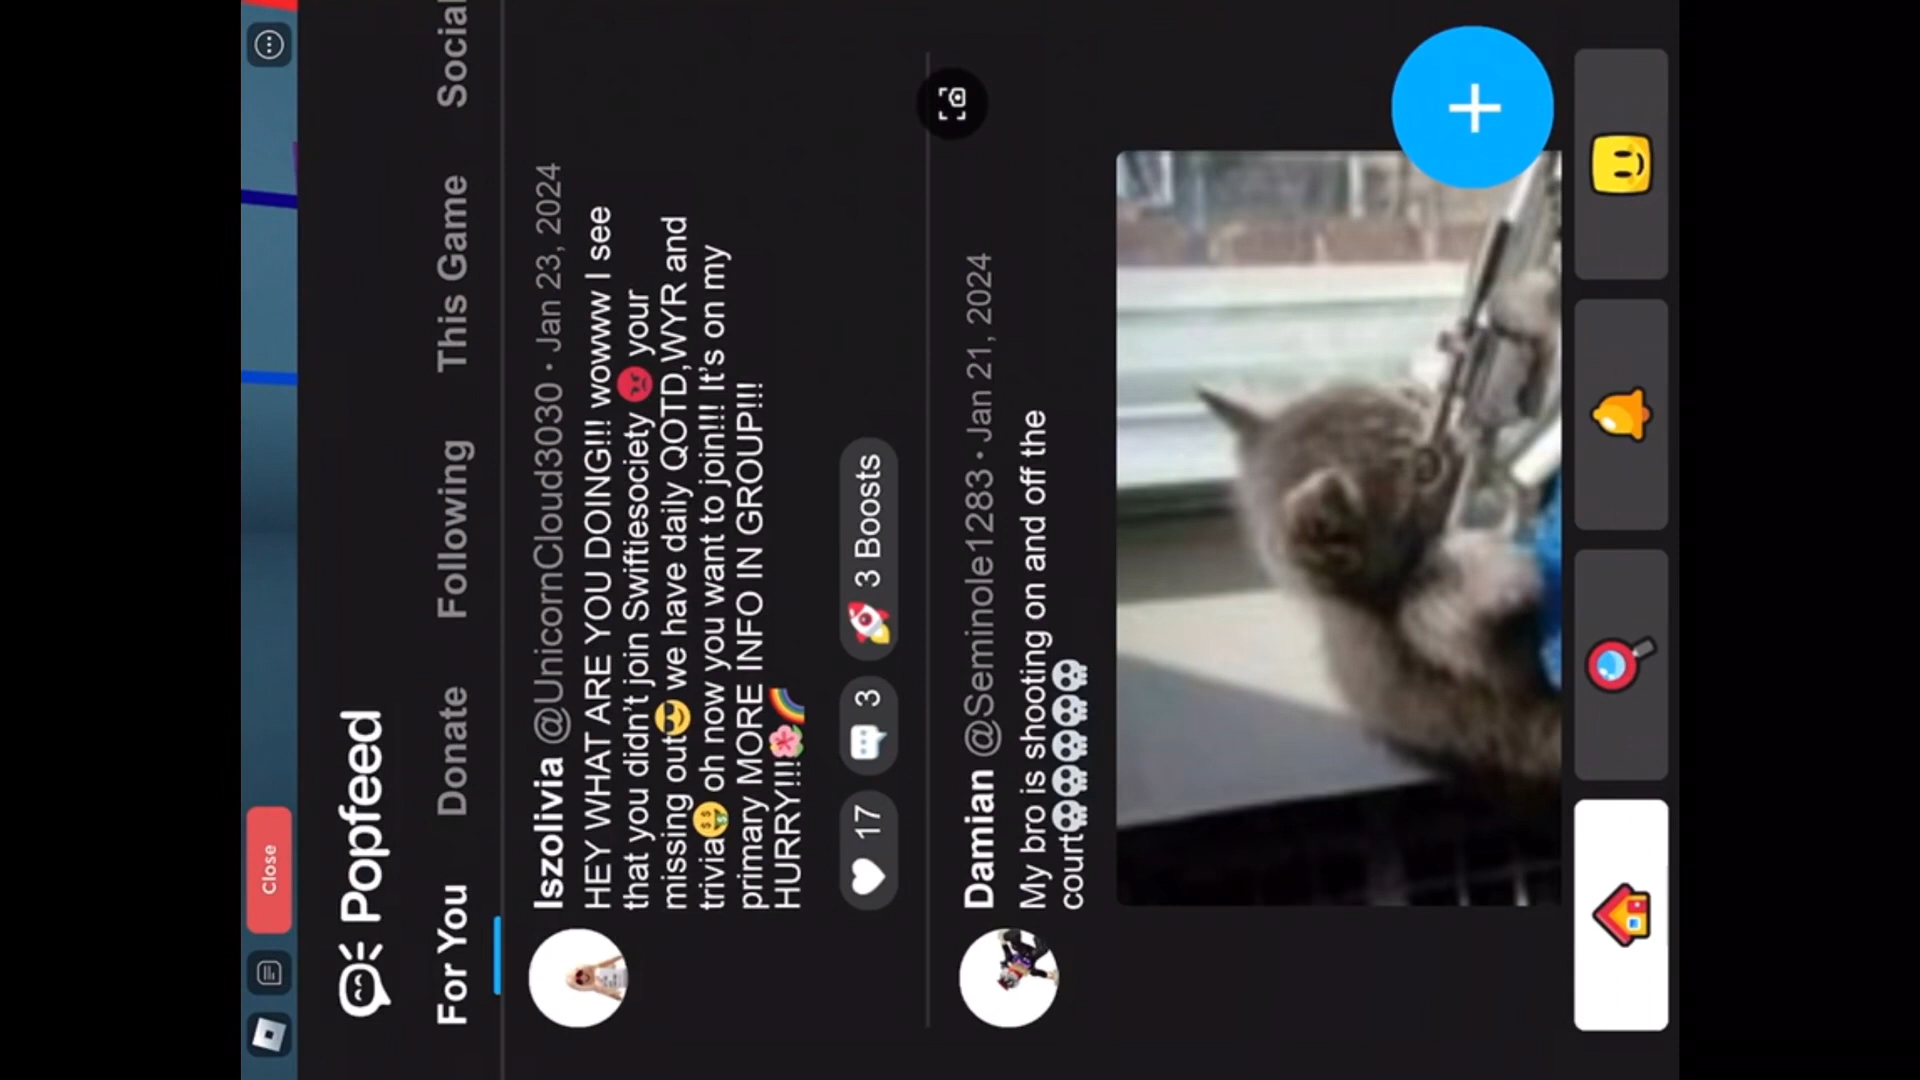 Close
Popfeed
For You Donate Following This Game Social
Iszolivia @UnicornCloud3030 • Jan 23, 2024
HEY WHAT ARE YOU DOING!!! wowww I see
that you didn't join Swiftiesociety 😡 your
missing out😎 we have daily QOTD,WYR and
trivia🤑 oh now you want to join!!! It's on my
primary MORE INFO IN GROUP!!!
HURRY!!!🌸🌈
17 3 3 Boosts
Damian @Seminole1283 • Jan 21, 2024
My bro is shooting on and off the
court💀💀💀💀💀